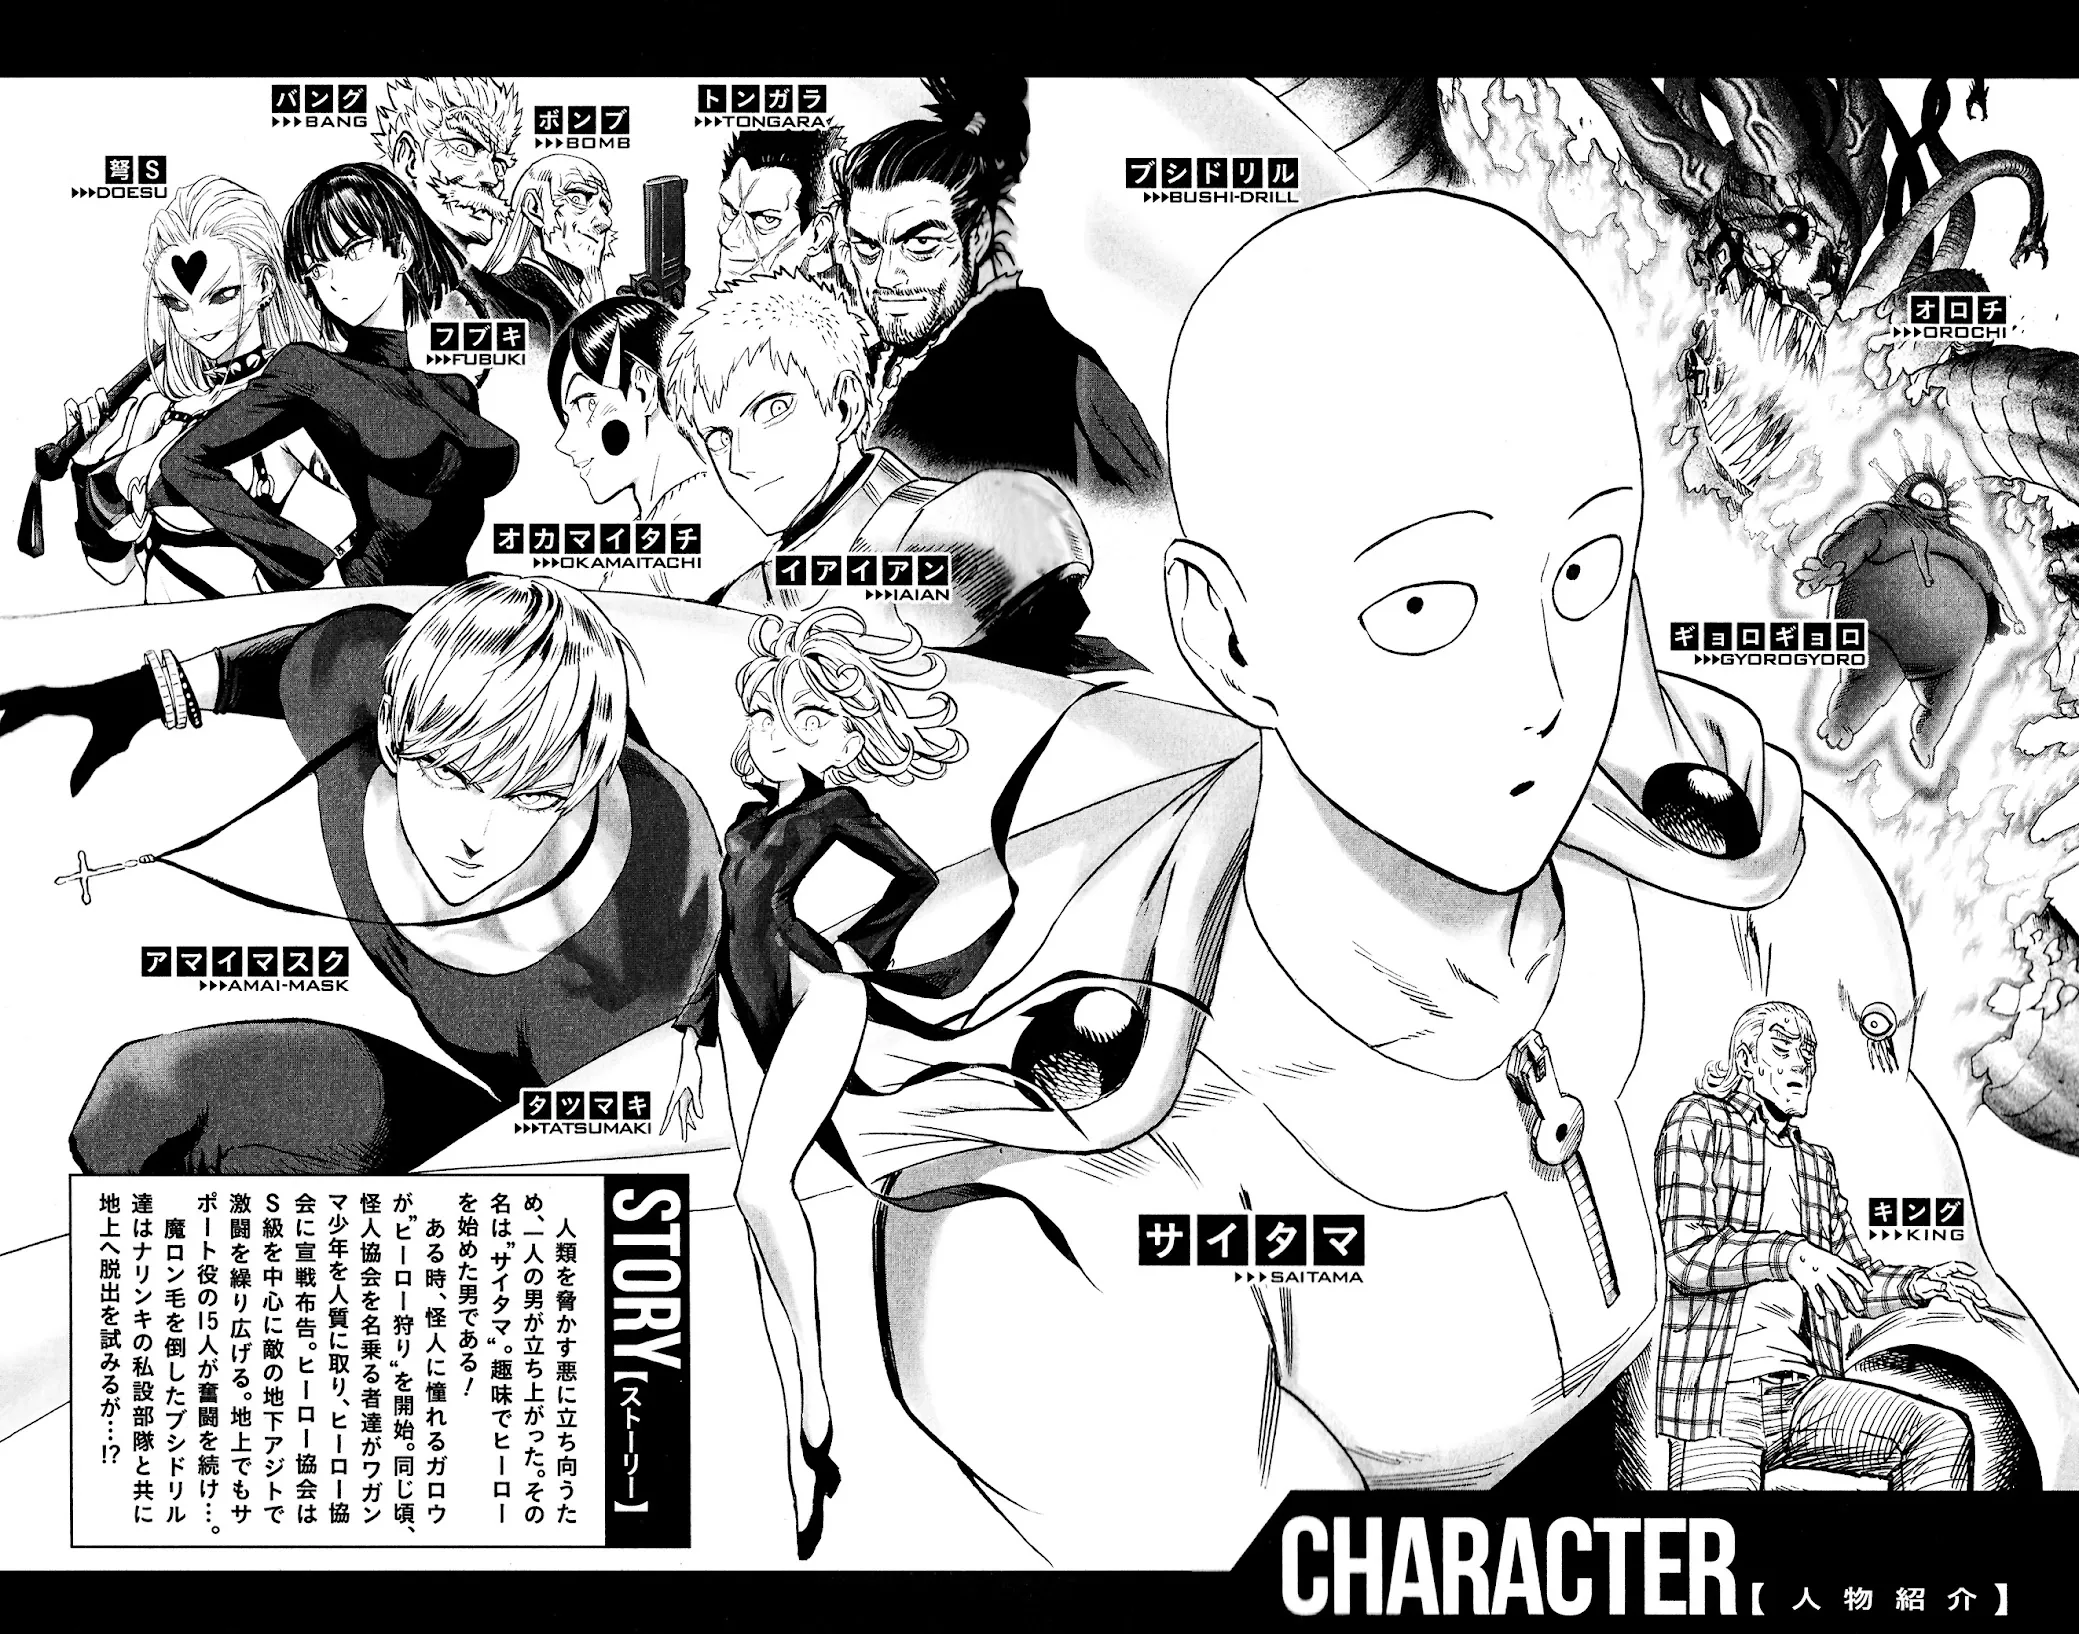 バング
BANG
ボンブ
BOMB
トンガラ
TONGARA
弩S
DOESU
ブシドリル
BUSHI-DRILL
オロチ
OROCHI
フブキ
FUBUKI
オカマイタチ
OKAMAITACHI
イアイアン
IAIAN
ギョロギョロ
GYOROGYORO
アマイマスク
AMAI-MASK
タツマキ
TATSUMAKI
サイタマ
SAITAMA
キング
KING
STORY【ストーリー】
人類を脅かす悪に立ち向うた
め、一人の男が立ち上がった。その
名は”サイタマ“。趣味でヒーロー
を始めた男である!
ある時、怪人に憧れるガロウ
が”ヒーロー狩り“を開始。同じ頃、
怪人協会を名乗る者達がワガン
マ少年を人質に取り、ヒーロー協
会に宣戦布告。ヒーロー協会は
S級を中心に敵の地下アジトで
激闘を繰り広げる。地上でもサ
ポート役の15人が奮闘を続け…。
魔ロン毛を倒したブシドリル
達はナリンキの私設部隊と共に
地上へ脱出を試みるが…!?
CHARACTER【人物紹介】